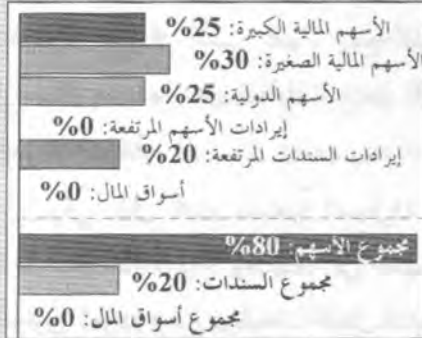 الأسهم المالية الكبيرة: 25%
الأسهم المالية الصغيرة: 30%
الأسهم الدولية: 25%
إيرادات الأسهم المرتفعة: 0%
إيرادات السندات المرتفعة: 20%
أسواق المال: 0%
مجموع الأسهم: 80%
مجموع السندات: 20%
مجموع أسواق المال: 0%